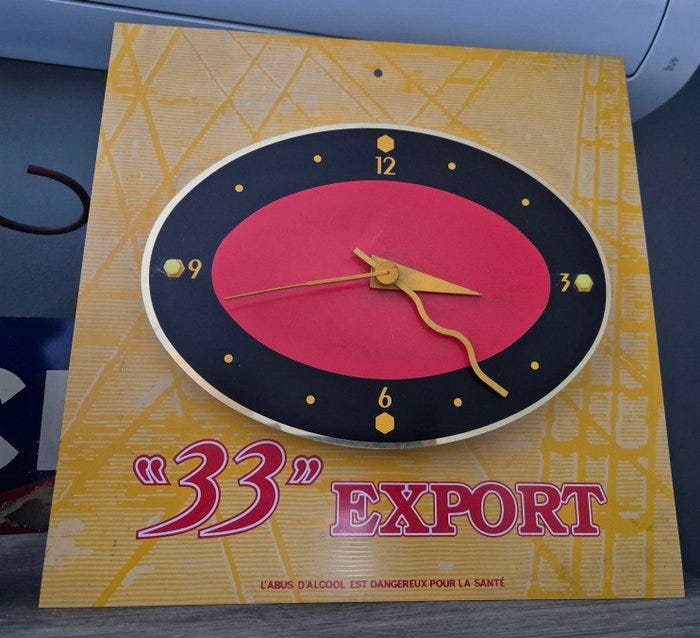 12
9 3
6
"33" EXPORT
L'ABUS D'ALCOOL EST DANGEREUX POUR LA SANTÉ